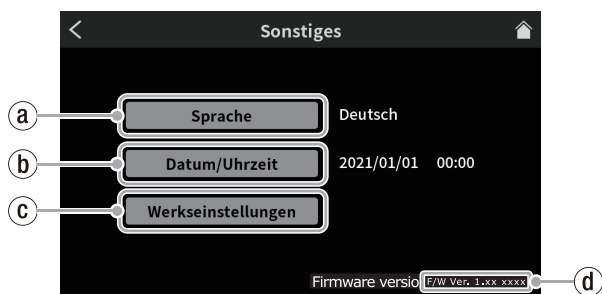 Sonstiges
ⓐ Sprache Deutsch
ⓑ Datum/Uhrzeit 2021/01/01 00:00
ⓒ Werkseinstellungen
Firmware versio F/W Ver. 1.xx xxxx ⓓ